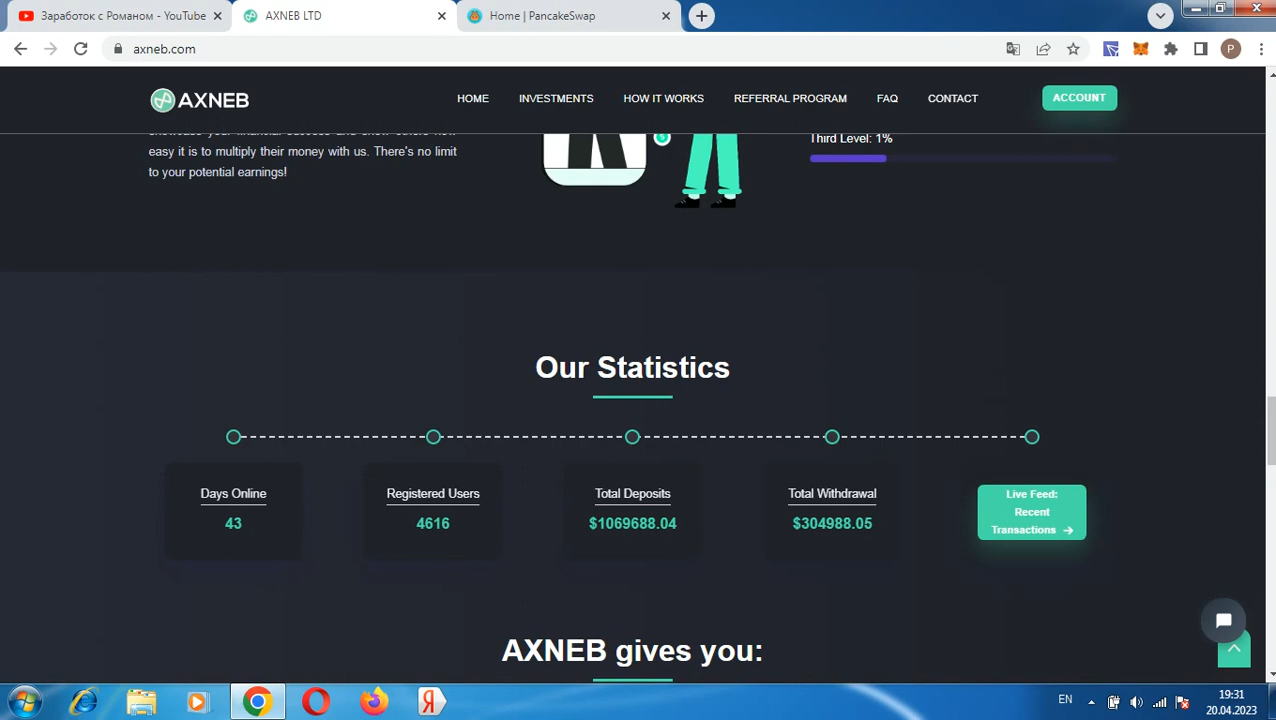 Заработок с Романом - YouTube
AXNEB LTD
Home | PancakeSwap
axneb.com
P
AXNEB
HOME
INVESTMENTS
HOW IT WORKS
REFERRAL PROGRAM
FAQ
CONTACT
ACCOUNT
easy it is to multiply their money with us. There's no limit
to your potential earnings!
Third Level: 1%
Our Statistics
Days Online
43
Registered Users
4616
Total Deposits
$1069688.04
Total Withdrawal
$304988.05
Live Feed:
Recent
Transactions
AXNEB gives you:
EN
19:31
20.04.2023